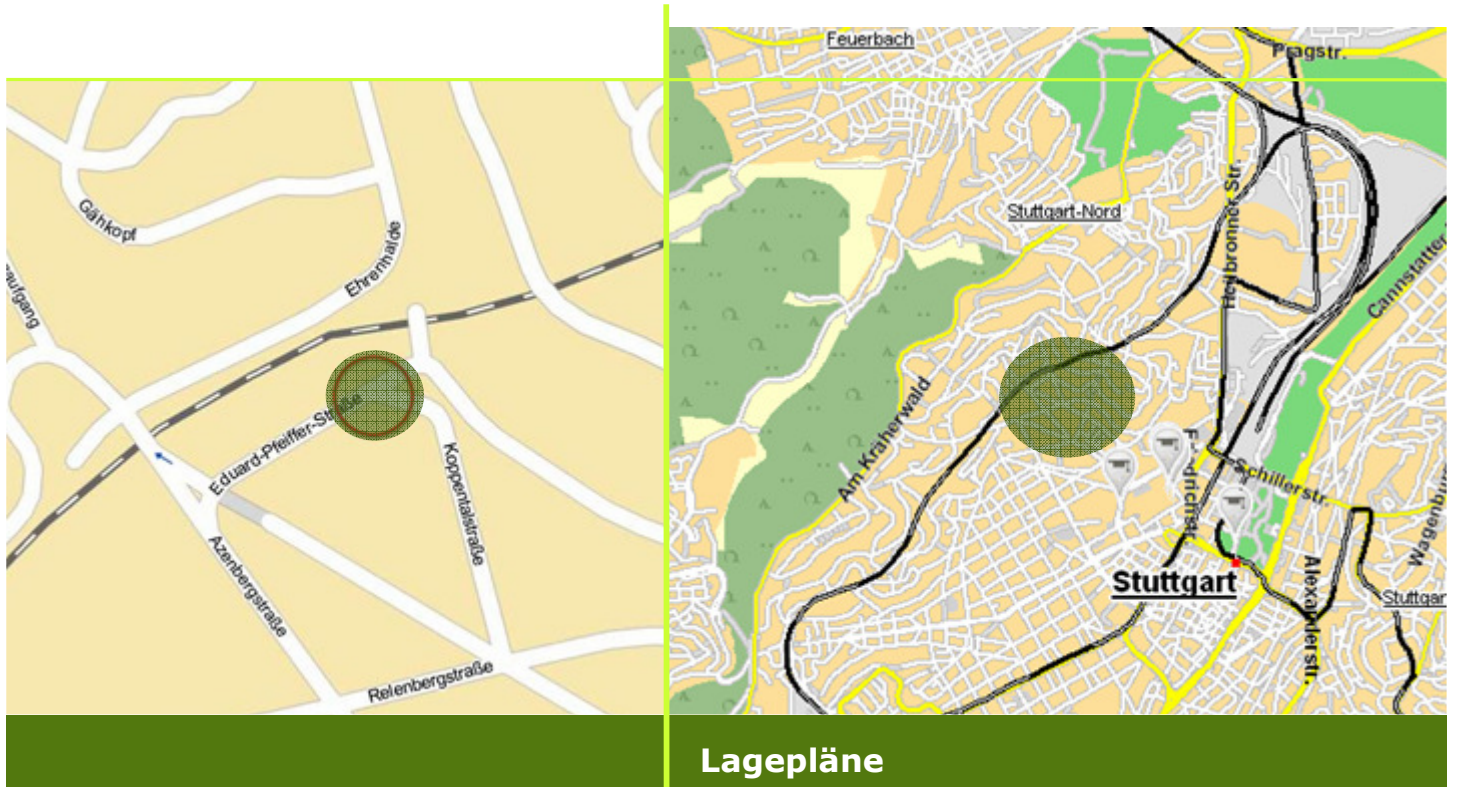 Gähkopf
Ehrenhalde
Eduard-Pfeiffer-Straße
Koppentalstraße
Azenbergstraße
Relenbergstraße
Feuerbach
Pragstr.
Stuttgart-Nord
Heilbronner Str.
Cannstatter
Am Kräherwald
Schillerstr.
Stuttgart
Alexanderstr.
Lagepläne